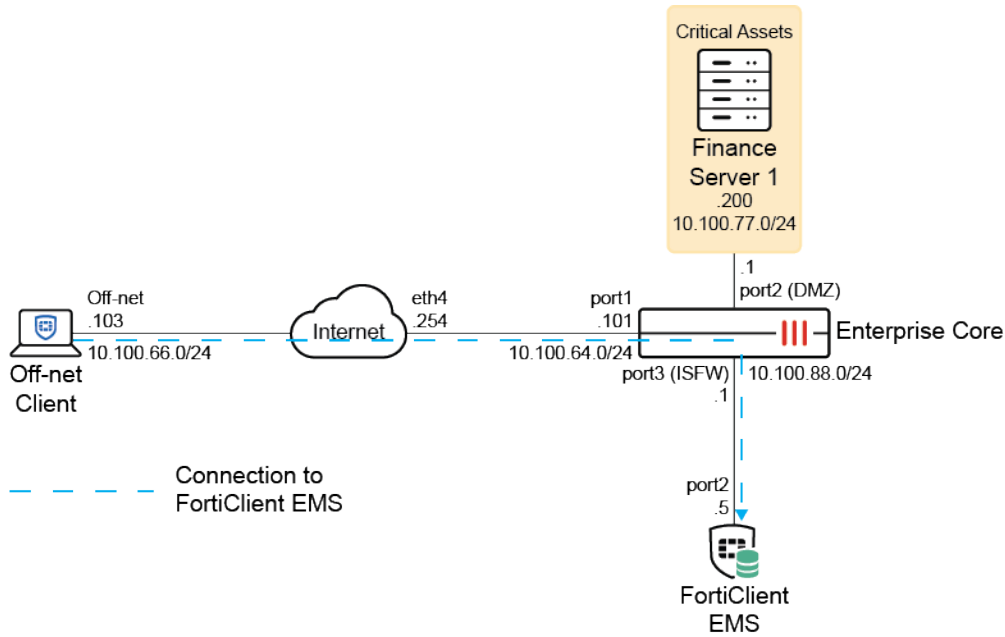 Critical Assets
Finance
Server 1
.200
10.100.77.0/24
.1
port2 (DMZ)
Off-net
.103
Internet
eth4
.254
port1
.101
Enterprise Core
10.100.66.0/24
10.100.64.0/24
Off-net
Client
port3 (ISFW)
10.100.88.0/24
.1
Connection to
FortiClient EMS
port2
.5
FortiClient
EMS